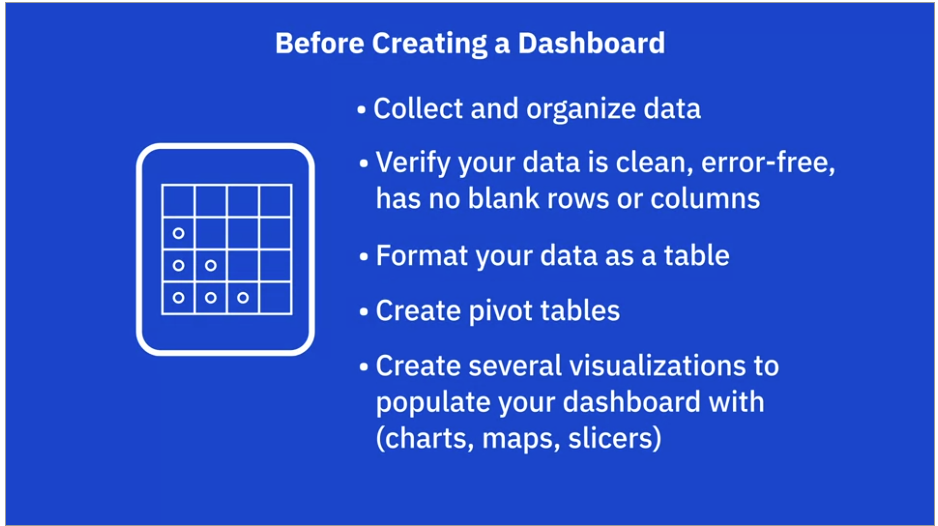 Before Creating a Dashboard
• Collect and organize data
• Verify your data is clean, error-free,
has no blank rows or columns
• Format your data as a table
• Create pivot tables
• Create several visualizations to
populate your dashboard with
(charts, maps, slicers)